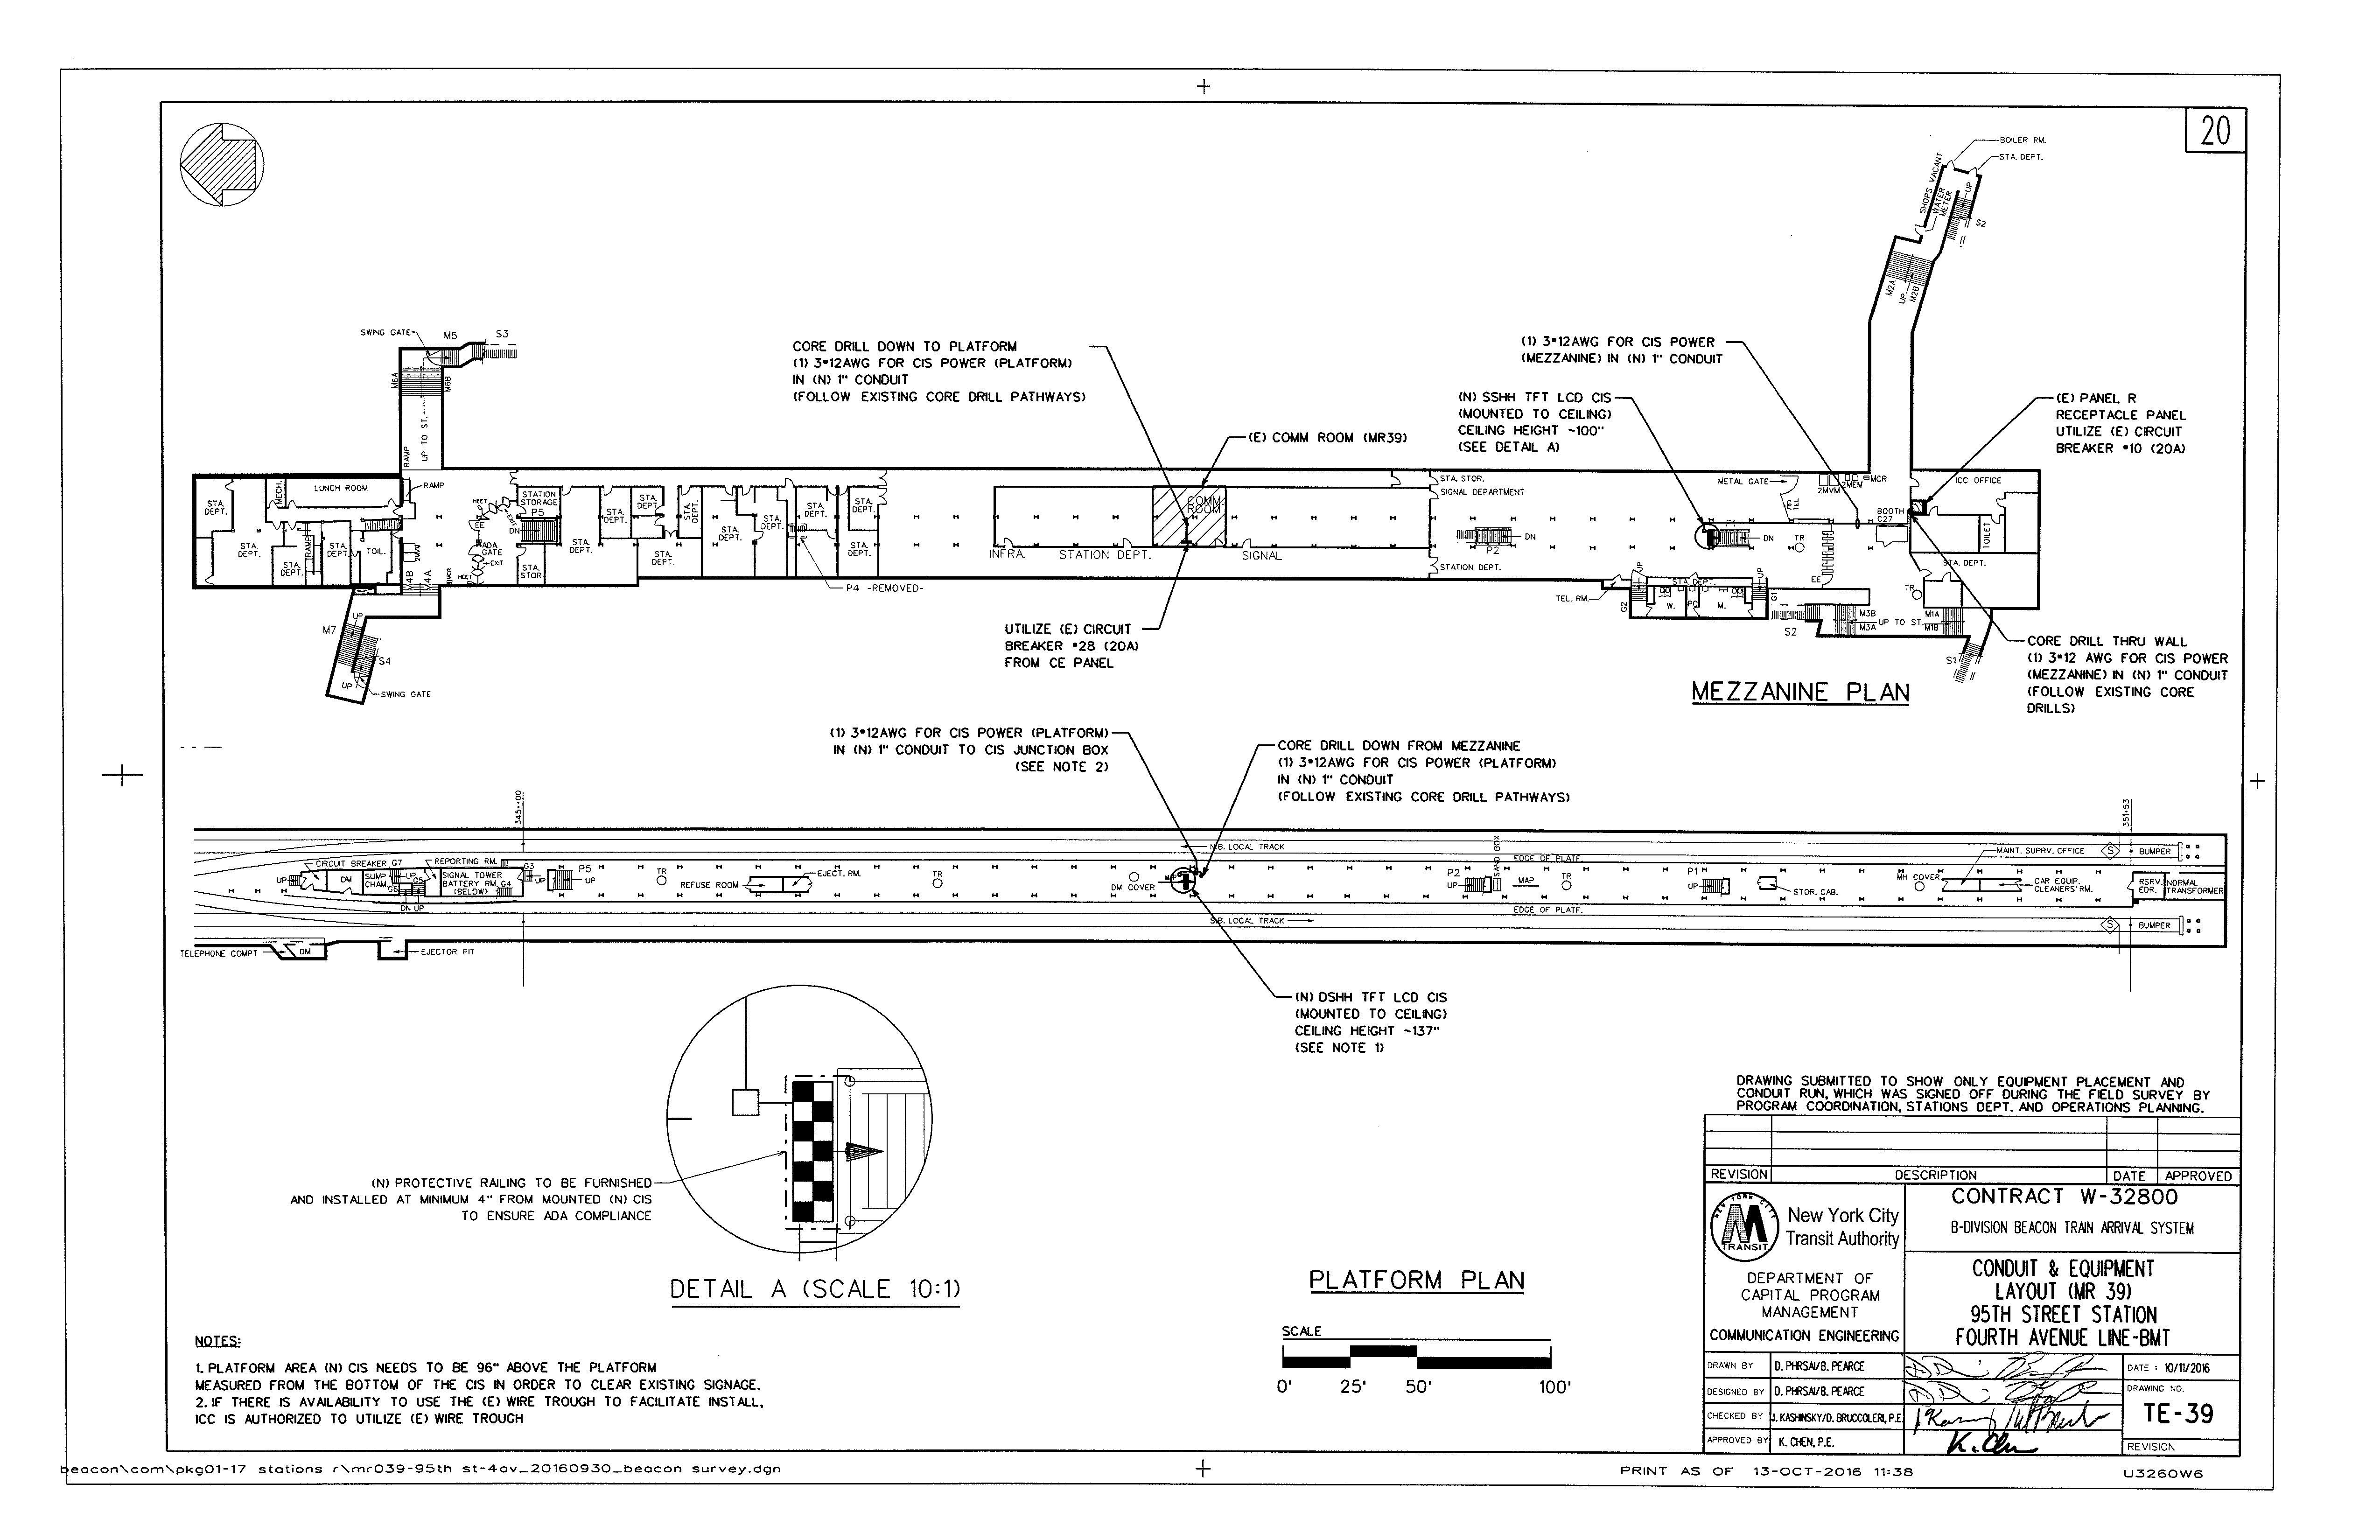 20
BOILER RM.
STA. DEPT.
SHOPS VACANT
WATER
METER
UP
S2
M2A
UP
M2B
SWING GATE
M5
S3
M6A
M6B
UP TO ST.
RAMP
CORE DRILL DOWN TO PLATFORM
(1) 3#12AWG FOR CIS POWER (PLATFORM)
IN (N) 1" CONDUIT
(FOLLOW EXISTING CORE DRILL PATHWAYS)
(E) COMM ROOM (MR39)
(1) 3#12AWG FOR CIS POWER
(MEZZANINE) IN (N) 1" CONDUIT
(N) SSHH TFT LCD CIS
(MOUNTED TO CEILING)
CEILING HEIGHT ~100"
(SEE DETAIL A)
(E) PANEL R
RECEPTACLE PANEL
UTILIZE (E) CIRCUIT
BREAKER #10 (20A)
STA.
DEPT.
MECH.
LUNCH ROOM
RAMP
HEET
EXIT
EE
STATION
STORAGE
P5
DN
STA.
DEPT.
STA.
DEPT.
RAMP
STA.
DEPT.
STA.
DEPT.
TOIL.
2MVM
M4B
M4A
ADA
GATE
EXIT
HEET
MCR
STA.
STOR
STA.
DEPT.
STA.
DEPT.
STA.
DEPT.
STA.
DEPT.
STA.
DEPT.
STA.
DEPT.
STA.
DEPT.
STA.
DEPT.
STA.
DEPT.
STA.
DEPT.
P4 -REMOVED-
COMM
ROOM
INFRA.
STATION DEPT.
SIGNAL
STA. STOR.
SIGNAL DEPARTMENT
P2
DN
STATION DEPT.
METAL GATE
TEL
2MVM
2MEM
MCR
BOOTH
C27
ICC OFFICE
TOILET
STA. DEPT.
P1
DN
TR
EE
TR
TEL. RM.
UP
G2
STA. DEPT.
W.
PC
M.
UP
G1
S2
M3B
M3A
UP TO ST.
M1A
M1B
S1
M7
UP
S4
UP
SWING GATE
UTILIZE (E) CIRCUIT
BREAKER #28 (20A)
FROM CE PANEL
CORE DRILL THRU WALL
(1) 3#12 AWG FOR CIS POWER
(MEZZANINE) IN (N) 1" CONDUIT
(FOLLOW EXISTING CORE
DRILLS)
MEZZANINE PLAN
(1) 3#12AWG FOR CIS POWER (PLATFORM)
IN (N) 1" CONDUIT TO CIS JUNCTION BOX
(SEE NOTE 2)
CORE DRILL DOWN FROM MEZZANINE
(1) 3#12AWG FOR CIS POWER (PLATFORM)
IN (N) 1" CONDUIT
(FOLLOW EXISTING CORE DRILL PATHWAYS)
345+00
351+53
N.B. LOCAL TRACK
EDGE OF PLATF.
SAND BOX
MAINT. SUPRV. OFFICE
S
BUMPER
CIRCUIT BREAKER G7
REPORTING RM.
UP
DM
SUMP
CHAM.
UP
G5
G6
DN UP
SIGNAL TOWER
BATTERY RM. G4
(BELOW)
G3
UP
P5
UP
TR
REFUSE ROOM
EJECT. RM.
TR
DM COVER
P2
UP
MAP
TR
P1
UP
STOR. CAB.
MH COVER
CAR EQUIP.
CLEANERS' RM.
RSRV.
EDR.
NORMAL
TRANSFORMER
EDGE OF PLATF.
S.B. LOCAL TRACK
S
BUMPER
TELEPHONE COMPT
DM
EJECTOR PIT
(N) DSHH TFT LCD CIS
(MOUNTED TO CEILING)
CEILING HEIGHT ~137"
(SEE NOTE 1)
(N) PROTECTIVE RAILING TO BE FURNISHED
AND INSTALLED AT MINIMUM 4" FROM MOUNTED (N) CIS
TO ENSURE ADA COMPLIANCE
DETAIL A (SCALE 10:1)
PLATFORM PLAN
SCALE
0' 25' 50' 100'
NOTES:
1. PLATFORM AREA (N) CIS NEEDS TO BE 96" ABOVE THE PLATFORM
MEASURED FROM THE BOTTOM OF THE CIS IN ORDER TO CLEAR EXISTING SIGNAGE.
2. IF THERE IS AVAILABILITY TO USE THE (E) WIRE TROUGH TO FACILITATE INSTALL,
ICC IS AUTHORIZED TO UTILIZE (E) WIRE TROUGH
DRAWING SUBMITTED TO SHOW ONLY EQUIPMENT PLACEMENT AND
CONDUIT RUN, WHICH WAS SIGNED OFF DURING THE FIELD SURVEY BY
PROGRAM COORDINATION, STATIONS DEPT. AND OPERATIONS PLANNING.
REVISION DESCRIPTION DATE APPROVED
NEW YORK CITY
M
TRANSIT
New York City
Transit Authority
DEPARTMENT OF
CAPITAL PROGRAM
MANAGEMENT
COMMUNICATION ENGINEERING
CONTRACT W-32800
B-DIVISION BEACON TRAIN ARRIVAL SYSTEM
CONDUIT & EQUIPMENT
LAYOUT (MR 39)
95TH STREET STATION
FOURTH AVENUE LINE-BMT
DRAWN BY D. PHRSAI/B. PEARCE
DESIGNED BY D. PHRSAI/B. PEARCE
CHECKED BY J. KASHINSKY/D. BRUCCOLERI, P.E.
APPROVED BY K. CHEN, P.E.
K. Chen
DATE : 10/11/2016
DRAWING NO.
TE-39
REVISION
beacon\com\pkg01-17 stations r\mr039-95th st-4av_20160930_beacon survey.dgn
PRINT AS OF 13-OCT-2016 11:38
U3260W6